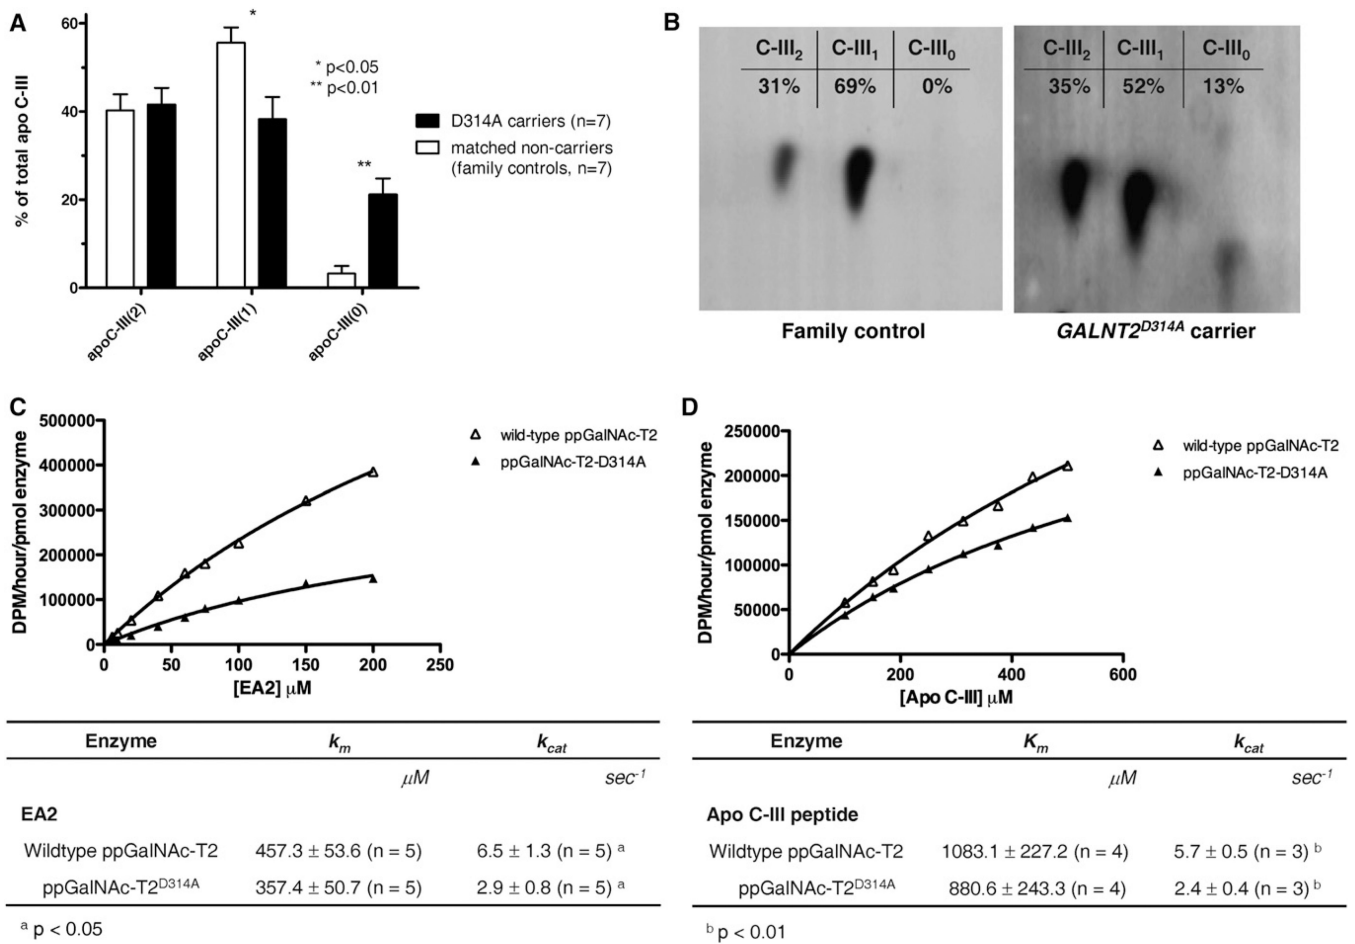 A
% of total apo C-III
60
40
20
0
*
* p<0.05
** p<0.01
**
D314A carriers (n=7)
matched non-carriers
(family controls, n=7)
apoC-III(2)
apoC-III(1)
apoC-III(0)
B
C-III2 C-III1 C-III0
31% 69% 0%
Family control
C-III2 C-III1 C-III0
35% 52% 13%
GALNT2D314A carrier
C
DPM/hour/pmol enzyme
500000
400000
300000
200000
100000
0
0 50 100 150 200 250
[EA2] μM
wild-type ppGalNAc-T2
ppGalNAc-T2-D314A
Enzyme km kcat
μM sec-1
EA2
Wildtype ppGalNAc-T2 457.3 ± 53.6 (n = 5) 6.5 ± 1.3 (n = 5) a
ppGalNAc-T2D314A 357.4 ± 50.7 (n = 5) 2.9 ± 0.8 (n = 5) a
a p < 0.05
D
DPM/hour/pmol enzyme
250000
200000
150000
100000
50000
0
0 200 400 600
[Apo C-III] μM
wild-type ppGalNAc-T2
ppGalNAc-T2-D314A
Enzyme Km kcat
μM sec-1
Apo C-III peptide
Wildtype ppGalNAc-T2 1083.1 ± 227.2 (n = 4) 5.7 ± 0.5 (n = 3) b
ppGalNAc-T2D314A 880.6 ± 243.3 (n = 4) 2.4 ± 0.4 (n = 3) b
b p < 0.01